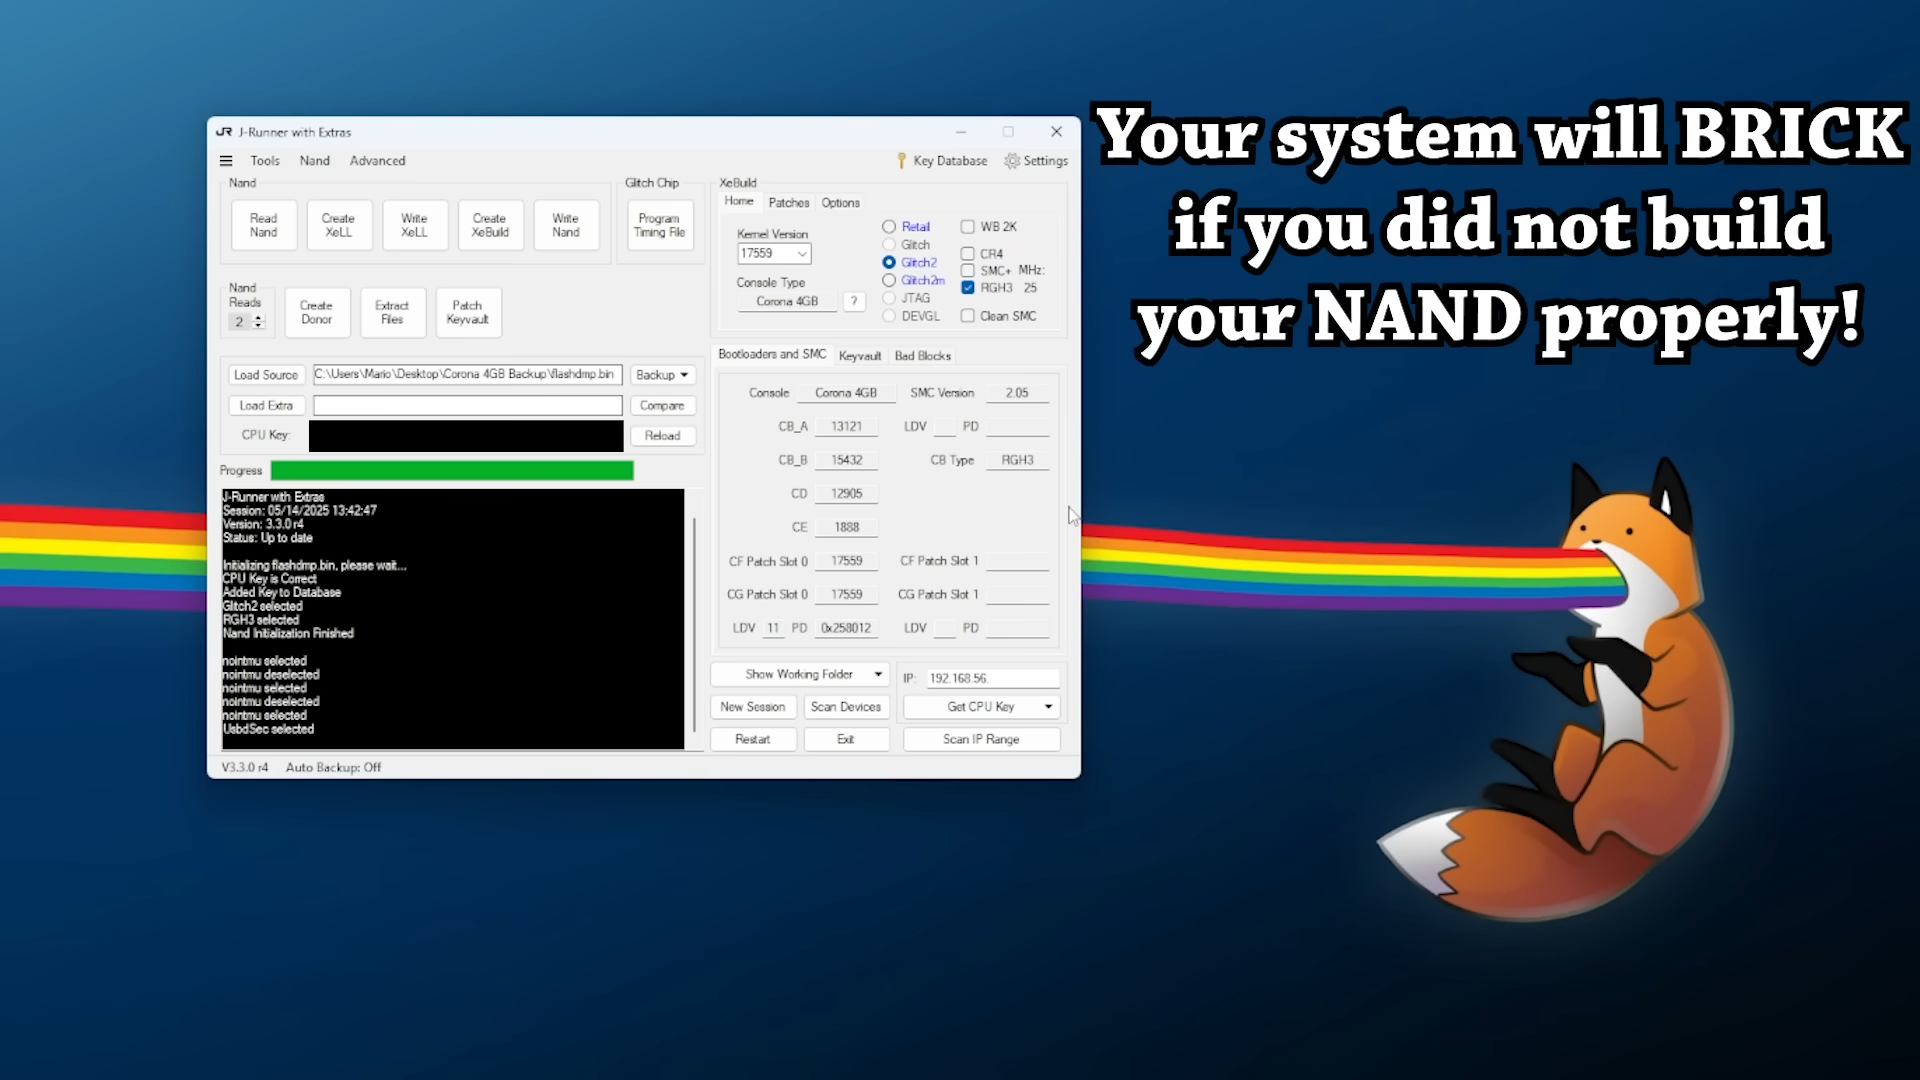 Your system will BRICK
if you did not build
your NAND properly!
J-Runner with Extras
Tools Nand Advanced Key Database Settings
Nand
Read Nand
Create XeLL
Write XeLL
Create XeBuild
Write Nand
Glitch Chip
Program Timing File
Nand Reads
2
Create Donor
Extract Files
Patch Keyvault
Load Source C:\Users\Mario\Desktop\Corona 4GB Backup\flashdmp.bin Backup
Load Extra Compare
CPU Key: Reload
Progress
J-Runner with Extras
Session: 05/14/2025 13:42:47
Version: 3.3.0 r4
Status: Up to date
Initializing flashdmp.bin, please wait...
CPU Key is Correct
Added Key to Database
Glitch2 selected
RGH3 selected
Nand Initialization Finished
nointmu selected
nointmu deselected
nointmu selected
nointmu deselected
nointmu selected
UsbdSec selected
XeBuild
Home Patches Options
Kernel Version
17559
Console Type
Corona 4GB ?
Retail
Glitch
Glitch2
Glitch2m
JTAG
DEVGL
WB 2K
CR4
SMC+ MHz:
RGH3 25
Clean SMC
Bootloaders and SMC Keyvault Bad Blocks
Console Corona 4GB SMC Version 2.05
CB_A 13121 LDV PD
CB_B 15432 CB Type RGH3
CD 12905
CE 1888
CF Patch Slot 0 17559 CF Patch Slot 1
CG Patch Slot 0 17559 CG Patch Slot 1
LDV 11 PD 0x258012 LDV PD
Show Working Folder IP: 192.168.56.
New Session Scan Devices Get CPU Key
Restart Exit Scan IP Range
V3.3.0 r4 Auto Backup: Off